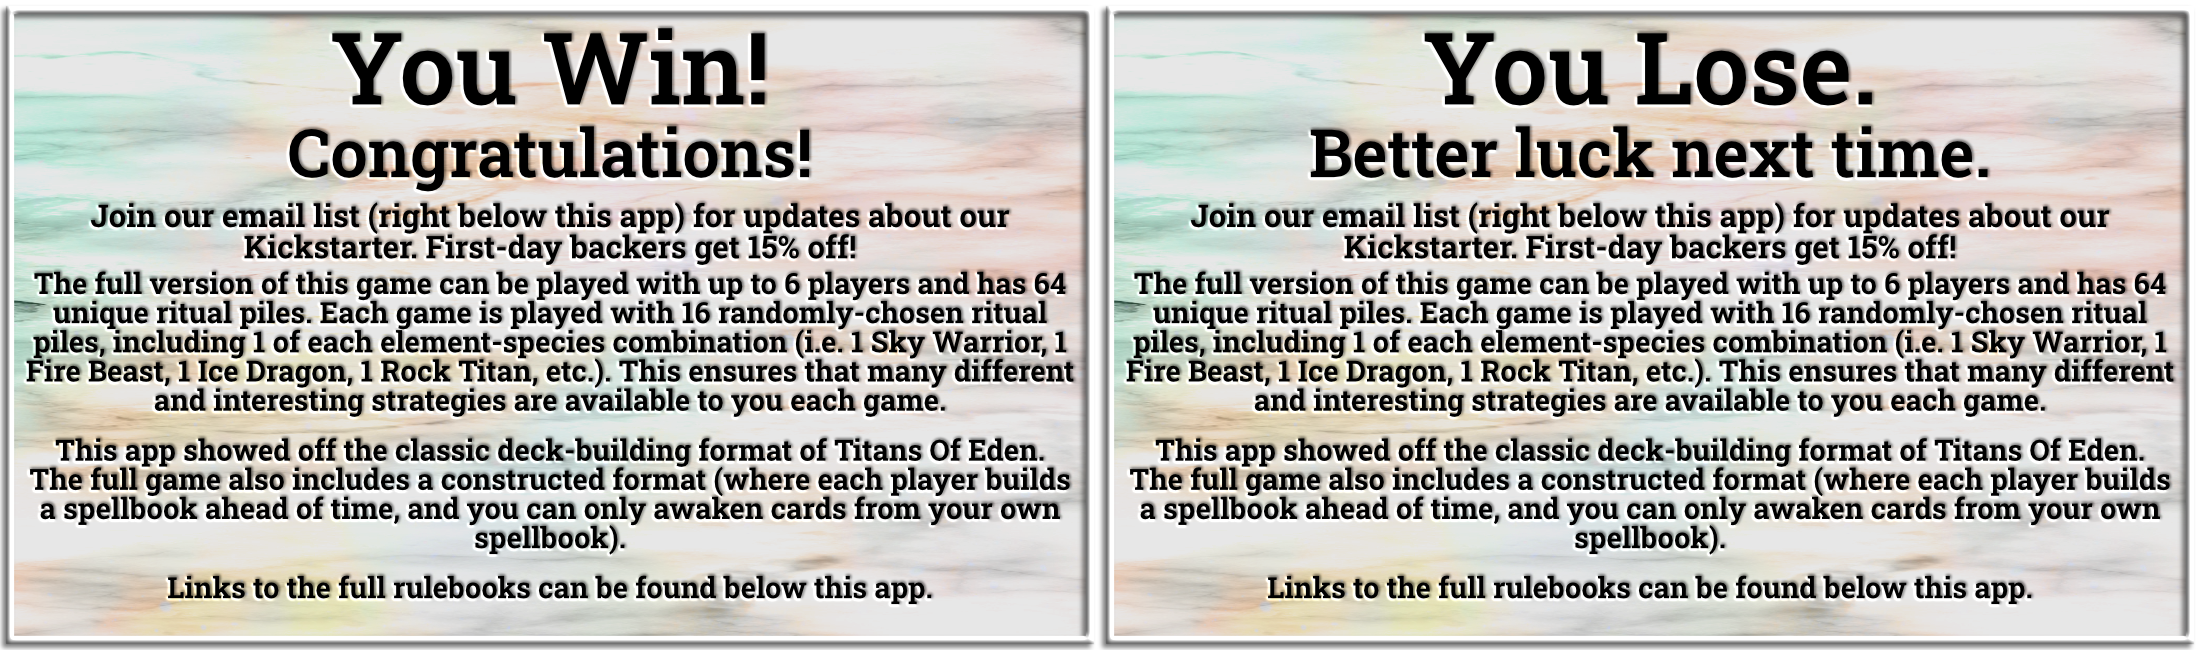 You Win!
Congratulations!
Join our email list (right below this app) for updates about our
Kickstarter. First-day backers get 15% off!
The full version of this game can be played with up to 6 players and has 64
unique ritual piles. Each game is played with 16 randomly-chosen ritual
piles, including 1 of each element-species combination (i.e. 1 Sky Warrior, 1
Fire Beast, 1 Ice Dragon, 1 Rock Titan, etc.). This ensures that many different
and interesting strategies are available to you each game.
This app showed off the classic deck-building format of Titans Of Eden.
The full game also includes a constructed format (where each player builds
a spellbook ahead of time, and you can only awaken cards from your own
spellbook).
Links to the full rulebooks can be found below this app.
You Lose.
Better luck next time.
Join our email list (right below this app) for updates about our
Kickstarter. First-day backers get 15% off!
The full version of this game can be played with up to 6 players and has 64
unique ritual piles. Each game is played with 16 randomly-chosen ritual
piles, including 1 of each element-species combination (i.e. 1 Sky Warrior, 1
Fire Beast, 1 Ice Dragon, 1 Rock Titan, etc.). This ensures that many different
and interesting strategies are available to you each game.
This app showed off the classic deck-building format of Titans Of Eden.
The full game also includes a constructed format (where each player builds
a spellbook ahead of time, and you can only awaken cards from your own
spellbook).
Links to the full rulebooks can be found below this app.